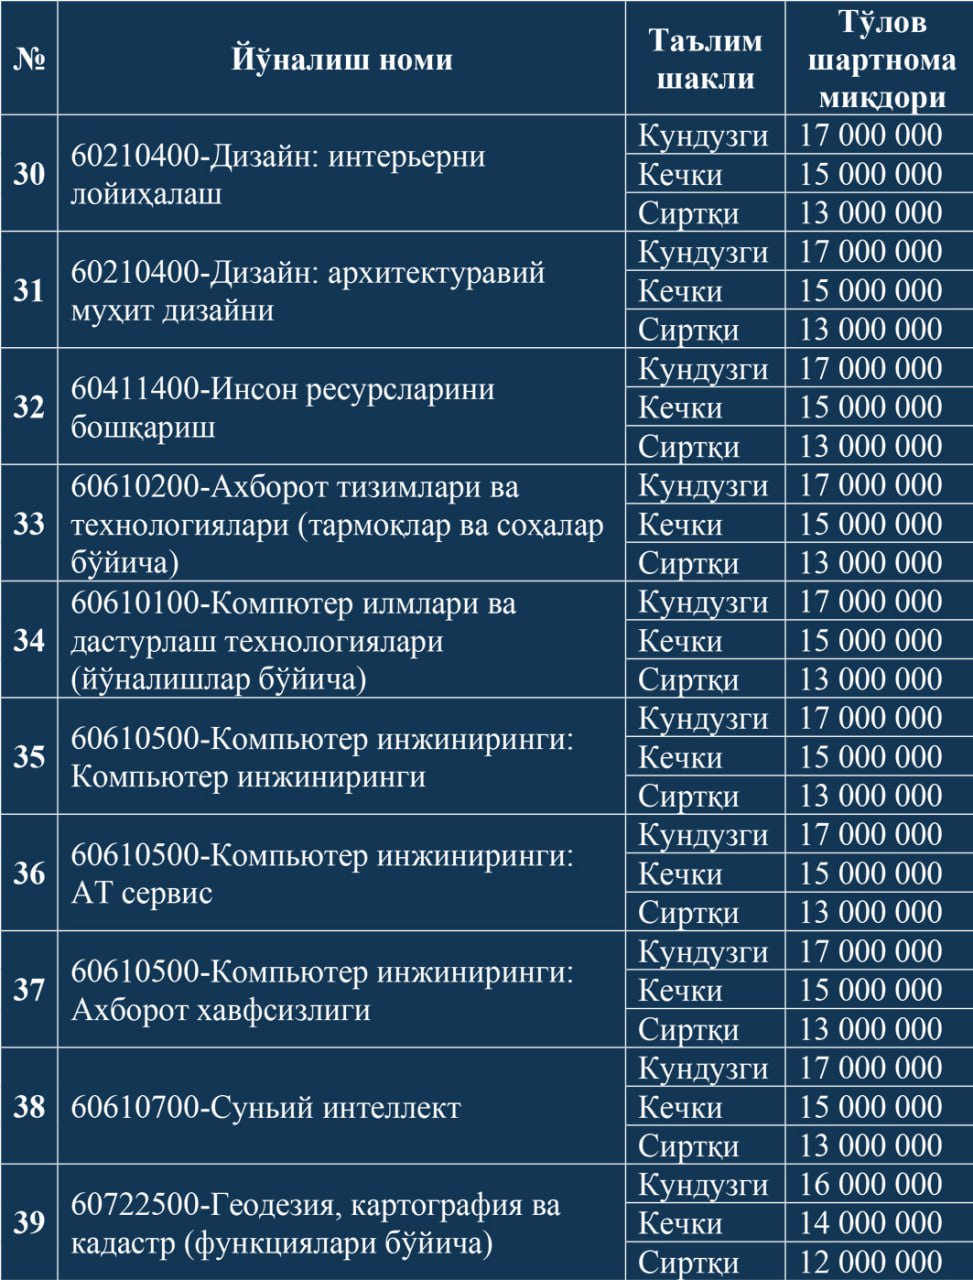 №
Йўналиш номи
Таълим
шакли
Тўлов
шартнома
миқдори
30
60210400-Дизайн: интерьерни
лойиҳалаш
Кундузги 17 000 000
Кечки 15 000 000
Сиртқи 13 000 000
31
60210400-Дизайн: архитектуравий
муҳит дизайни
Кундузги 17 000 000
Кечки 15 000 000
Сиртқи 13 000 000
32
60411400-Инсон ресурсларини
бошқариш
Кундузги 17 000 000
Кечки 15 000 000
Сиртқи 13 000 000
33
60610200-Ахборот тизимлари ва
технологиялари (тармоқлар ва соҳалар
бўйича)
Кундузги 17 000 000
Кечки 15 000 000
Сиртқи 13 000 000
34
60610100-Компютер илмлари ва
дастурлаш технологиялари
(йўналишлар бўйича)
Кундузги 17 000 000
Кечки 15 000 000
Сиртқи 13 000 000
35
60610500-Компьютер инжиниринги:
Компьютер инжиниринги
Кундузги 17 000 000
Кечки 15 000 000
Сиртқи 13 000 000
36
60610500-Компьютер инжиниринги:
АТ сервис
Кундузги 17 000 000
Кечки 15 000 000
Сиртқи 13 000 000
37
60610500-Компьютер инжиниринги:
Ахборот хавфсизлиги
Кундузги 17 000 000
Кечки 15 000 000
Сиртқи 13 000 000
38
60610700-Суньий интеллект
Кундузги 17 000 000
Кечки 15 000 000
Сиртқи 13 000 000
39
60722500-Геодезия, картография ва
кадастр (функциялари бўйича)
Кундузги 16 000 000
Кечки 14 000 000
Сиртқи 12 000 000